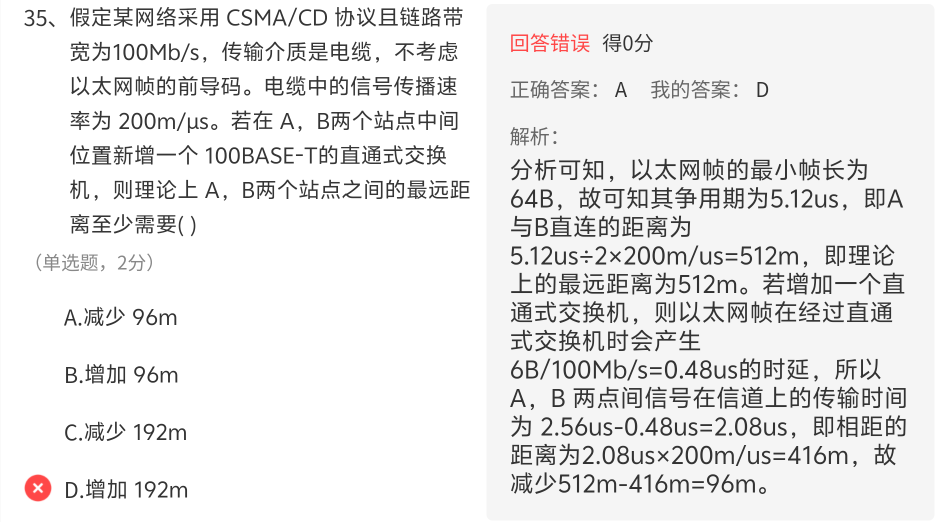 35、假定某网络采用 CSMA/CD 协议且链路带
宽为100Mb/s，传输介质是电缆，不考虑
以太网帧的前导码。电缆中的信号传播速
率为 200m/μs。若在 A，B两个站点中间
位置新增一个 100BASE-T的直通式交换
机，则理论上 A，B两个站点之间的最远距
离至少需要( )
（单选题，2分）
A.减少 96m
B.增加 96m
C.减少 192m
D.增加 192m
回答错误 得0分
正确答案： A 我的答案： D
解析：
分析可知，以太网帧的最小帧长为
64B，故可知其争用期为5.12us，即A
与B直连的距离为
5.12us÷2×200m/us=512m，即理论
上的最远距离为512m。若增加一个直
通式交换机，则以太网帧在经过直通
式交换机时会产生
6B/100Mb/s=0.48us的时延，所以
A，B 两点间信号在信道上的传输时间
为 2.56us-0.48us=2.08us，即相距的
距离为2.08us×200m/us=416m，故
减少512m-416m=96m。